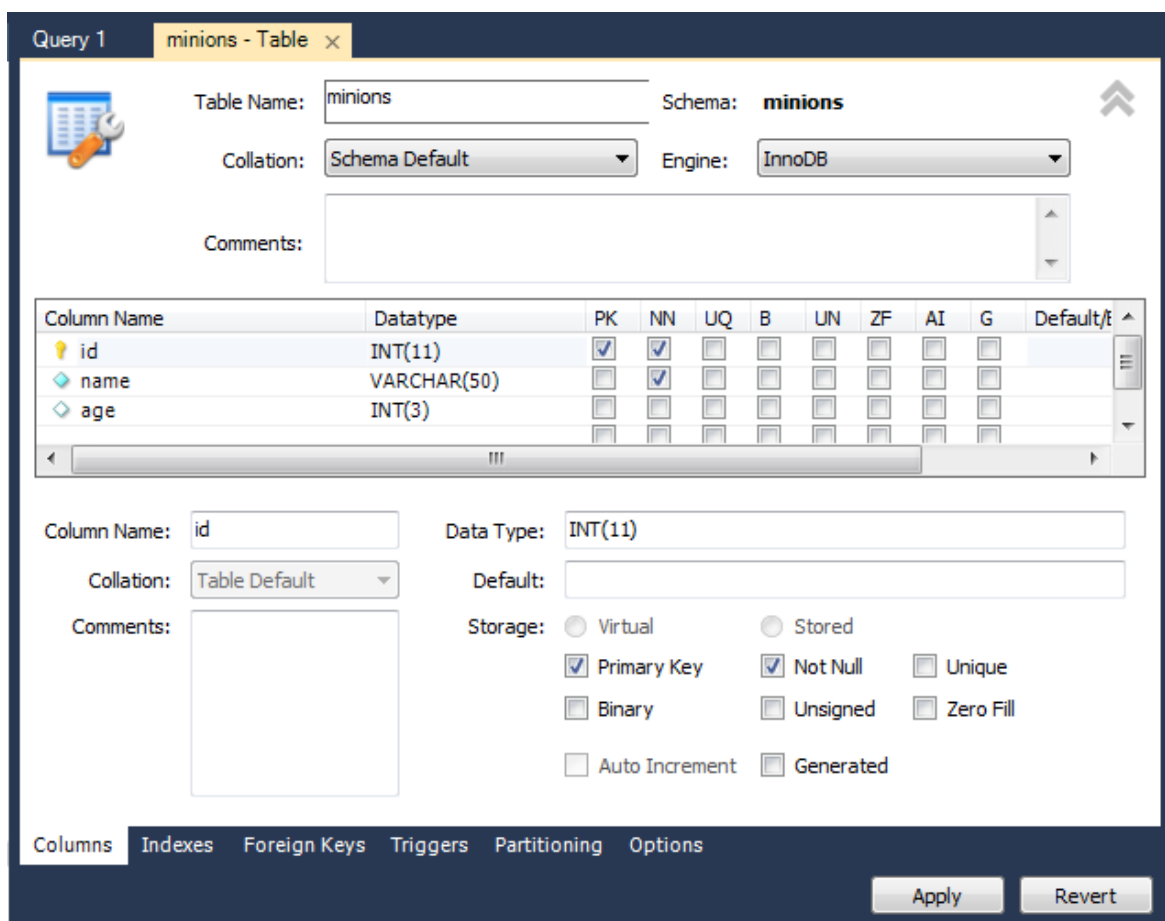 Query 1 minions - Table
Table Name: minions Schema: minions
Collation: Schema Default Engine: InnoDB
Comments:
Column Name Datatype PK NN UQ B UN ZF AI G Default/E
id INT(11)
name VARCHAR(50)
age INT(3)
Column Name: id Data Type: INT(11)
Collation: Table Default Default:
Comments: Storage: Virtual Stored
Primary Key Not Null Unique
Binary Unsigned Zero Fill
Auto Increment Generated
Columns Indexes Foreign Keys Triggers Partitioning Options
Apply Revert